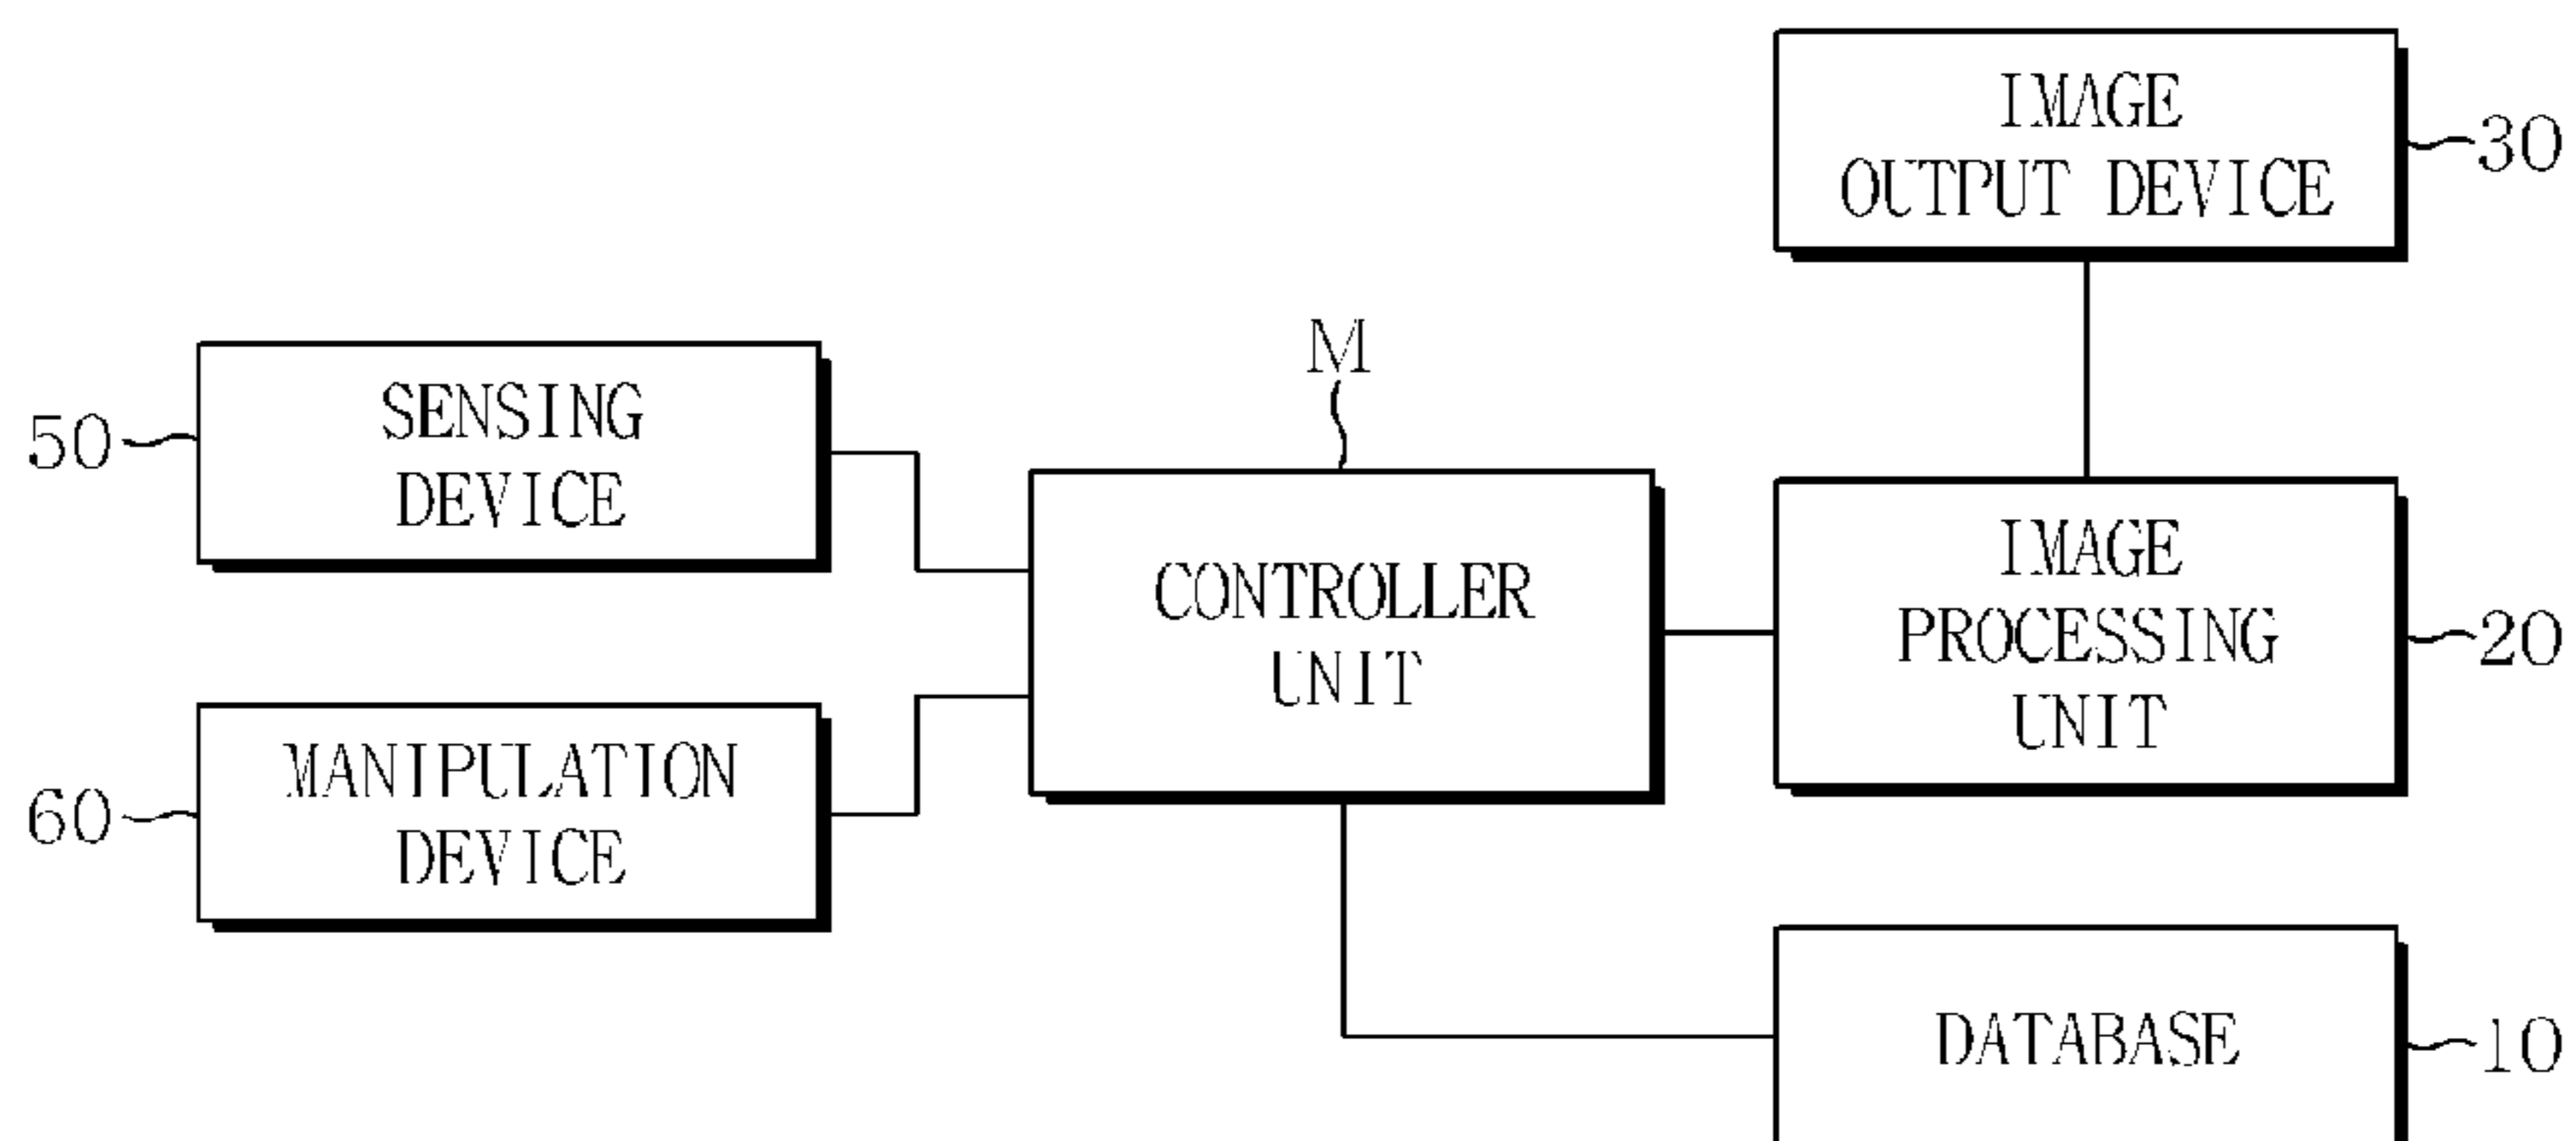 IMAGE
OUTPUT DEVICE
30
M
50
SENSING
DEVICE
CONTROLLER
UNIT
IMAGE
PROCESSING
UNIT
20
60
MANIPULATION
DEVICE
DATABASE
10